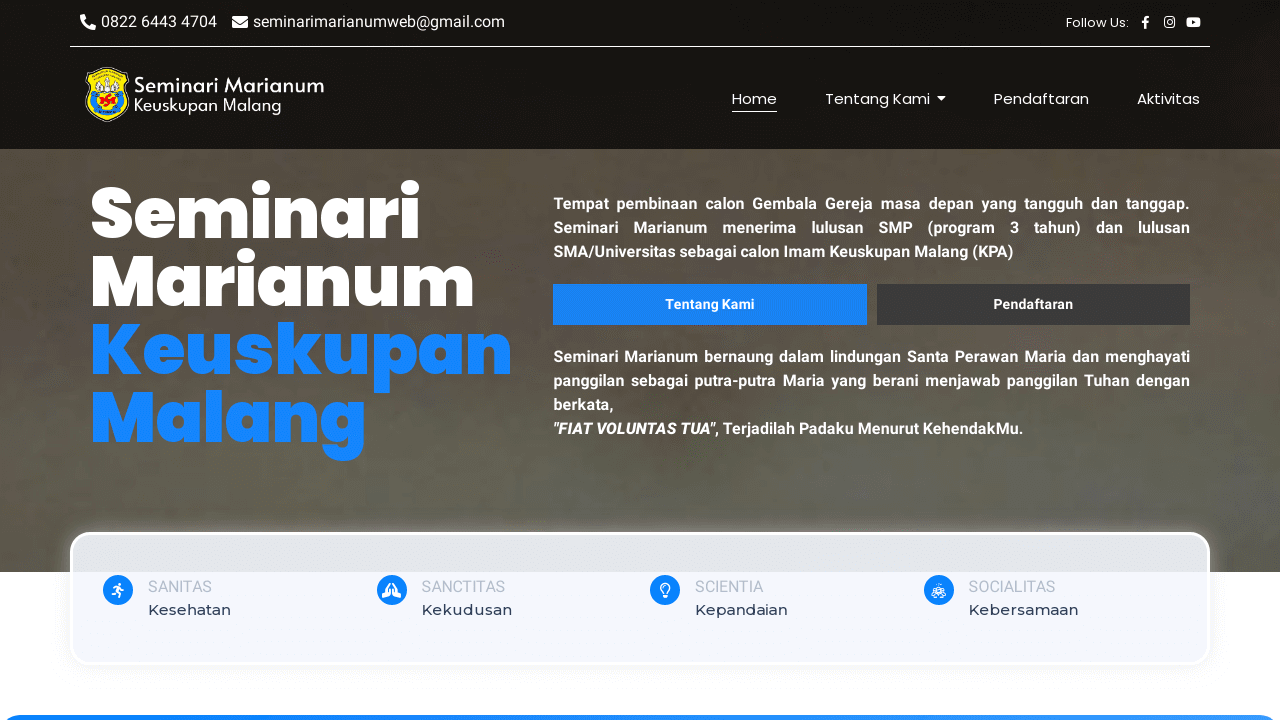 0822 6443 4704 seminarimarianumweb@gmail.com
Follow Us:
Seminari Marianum
Keuskupan Malang
Home Tentang Kami Pendaftaran Aktivitas
Seminari
Marianum
Keuskupan
Malang
Tempat pembinaan calon Gembala Gereja masa depan yang tangguh dan tanggap.
Seminari Marianum menerima lulusan SMP (program 3 tahun) dan lulusan
SMA/Universitas sebagai calon Imam Keuskupan Malang (KPA)
Tentang Kami Pendaftaran
Seminari Marianum bernaung dalam lindungan Santa Perawan Maria dan menghayati
panggilan sebagai putra-putra Maria yang berani menjawab panggilan Tuhan dengan
berkata,
"FIAT VOLUNTAS TUA", Terjadilah Padaku Menurut KehendakMu.
SANITAS
Kesehatan
SANCTITAS
Kekudusan
SCIENTIA
Kepandaian
SOCIALITAS
Kebersamaan